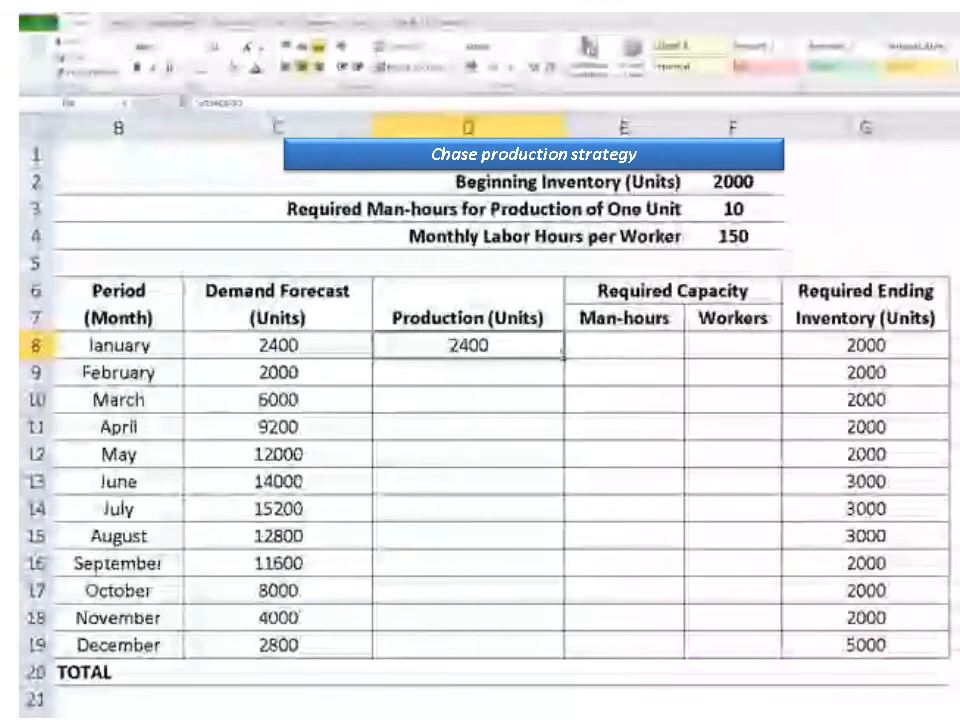 B C D E F G
1 Chase production strategy
2 Beginning Inventory (Units) 2000
3 Required Man-hours for Production of One Unit 10
4 Monthly Labor Hours per Worker 150
5
6 Period Demand Forecast Required Capacity Required Ending
7 (Month) (Units) Production (Units) Man-hours Workers Inventory (Units)
8 January 2400 2400 2000
9 February 2000 2000
10 March 6000 2000
11 April 9200 2000
12 May 12000 2000
13 June 14000 3000
14 July 15200 3000
15 August 12800 3000
16 September 11600 2000
17 October 8000 2000
18 November 4000 2000
19 December 2800 5000
20 TOTAL
21